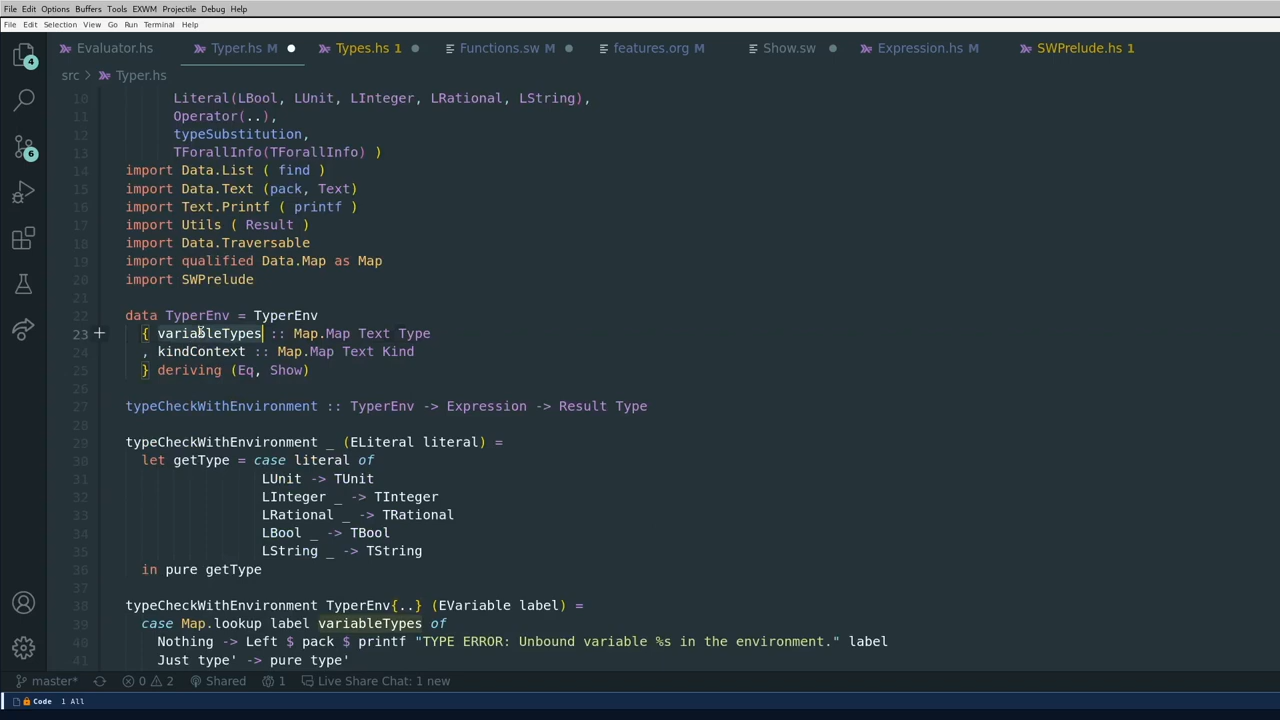 File Edit Options Buffers Tools EXWM Projectile Debug Help
File Edit Selection View Go Run Terminal Help
Evaluator.hs Typer.hs M Types.hs 1 Functions.sw M features.org M Show.sw Expression.hs M SWPrelude.hs 1
src > Typer.hs
4
6
10 Literal(LBool, LUnit, LInteger, LRational, LString),
11 Operator(..),
12 typeSubstitution,
13 TForallInfo(TForallInfo) )
14 import Data.List ( find )
15 import Data.Text (pack, Text)
16 import Text.Printf ( printf )
17 import Utils ( Result )
18 import Data.Traversable
19 import qualified Data.Map as Map
20 import SWPrelude
21
22 data TyperEnv = TyperEnv
23 { variableTypes :: Map.Map Text Type
24 , kindContext :: Map.Map Text Kind
25 } deriving (Eq, Show)
26
27 typeCheckWithEnvironment :: TyperEnv -> Expression -> Result Type
28
29 typeCheckWithEnvironment _ (ELiteral literal) =
30 let getType = case literal of
31 LUnit -> TUnit
32 LInteger _ -> TInteger
33 LRational _ -> TRational
34 LBool _ -> TBool
35 LString _ -> TString
36 in pure getType
37
38 typeCheckWithEnvironment TyperEnv{..} (EVariable label) =
39 case Map.lookup label variableTypes of
40 Nothing -> Left $ pack $ printf "TYPE ERROR: Unbound variable %s in the environment." label
41 Just type' -> pure type'
master* 0 2 Shared 1 Live Share Chat: 1 new
Code 1 All